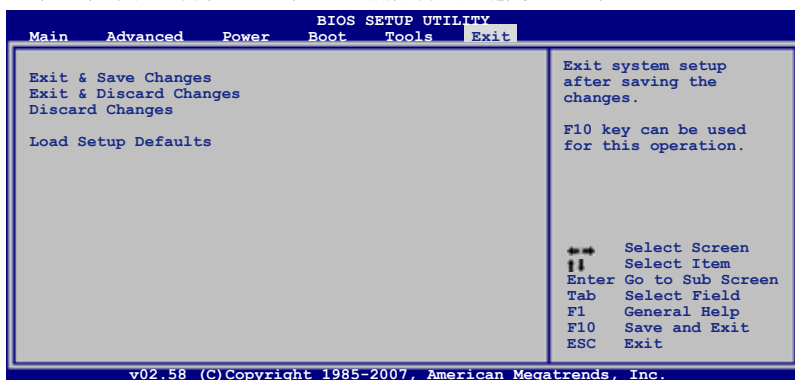 BIOS SETUP UTILITY
Main Advanced Power Boot Tools Exit
Exit & Save Changes
Exit & Discard Changes
Discard Changes
Load Setup Defaults
Exit system setup
after saving the
changes.
F10 key can be used
for this operation.
Select Screen
Select Item
Enter Go to Sub Screen
Tab Select Field
F1 General Help
F10 Save and Exit
ESC Exit
v02.58 (C)Copyright 1985-2007, American Megatrends, Inc.